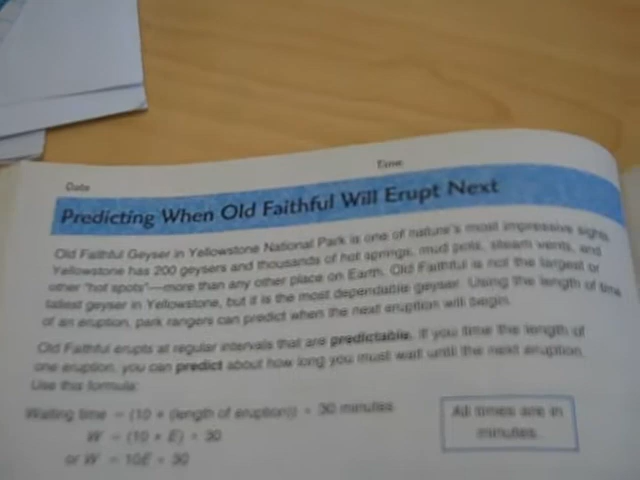 Date
Time
Predicting When Old Faithful Will Erupt Next
Old Faithful Geyser in Yellowstone National Park is one of nature's most impressive sights.
Yellowstone has 200 geysers and thousands of hot springs, mud pots, steam vents, and
other "hot spots"—more than any other place on Earth. Old Faithful is not the largest or
tallest geyser in Yellowstone, but it is the most dependable geyser. Using the length of time
of an eruption, park rangers can predict when the next eruption will begin.
Old Faithful erupts at regular intervals that are predictable. If you time the length of
one eruption, you can predict about how long you must wait until the next eruption.
Use this formula:
Waiting time = (10 * (length of eruption)) + 30 minutes
W = (10 * E) + 30
or W = 10E + 30
All times are in
minutes.